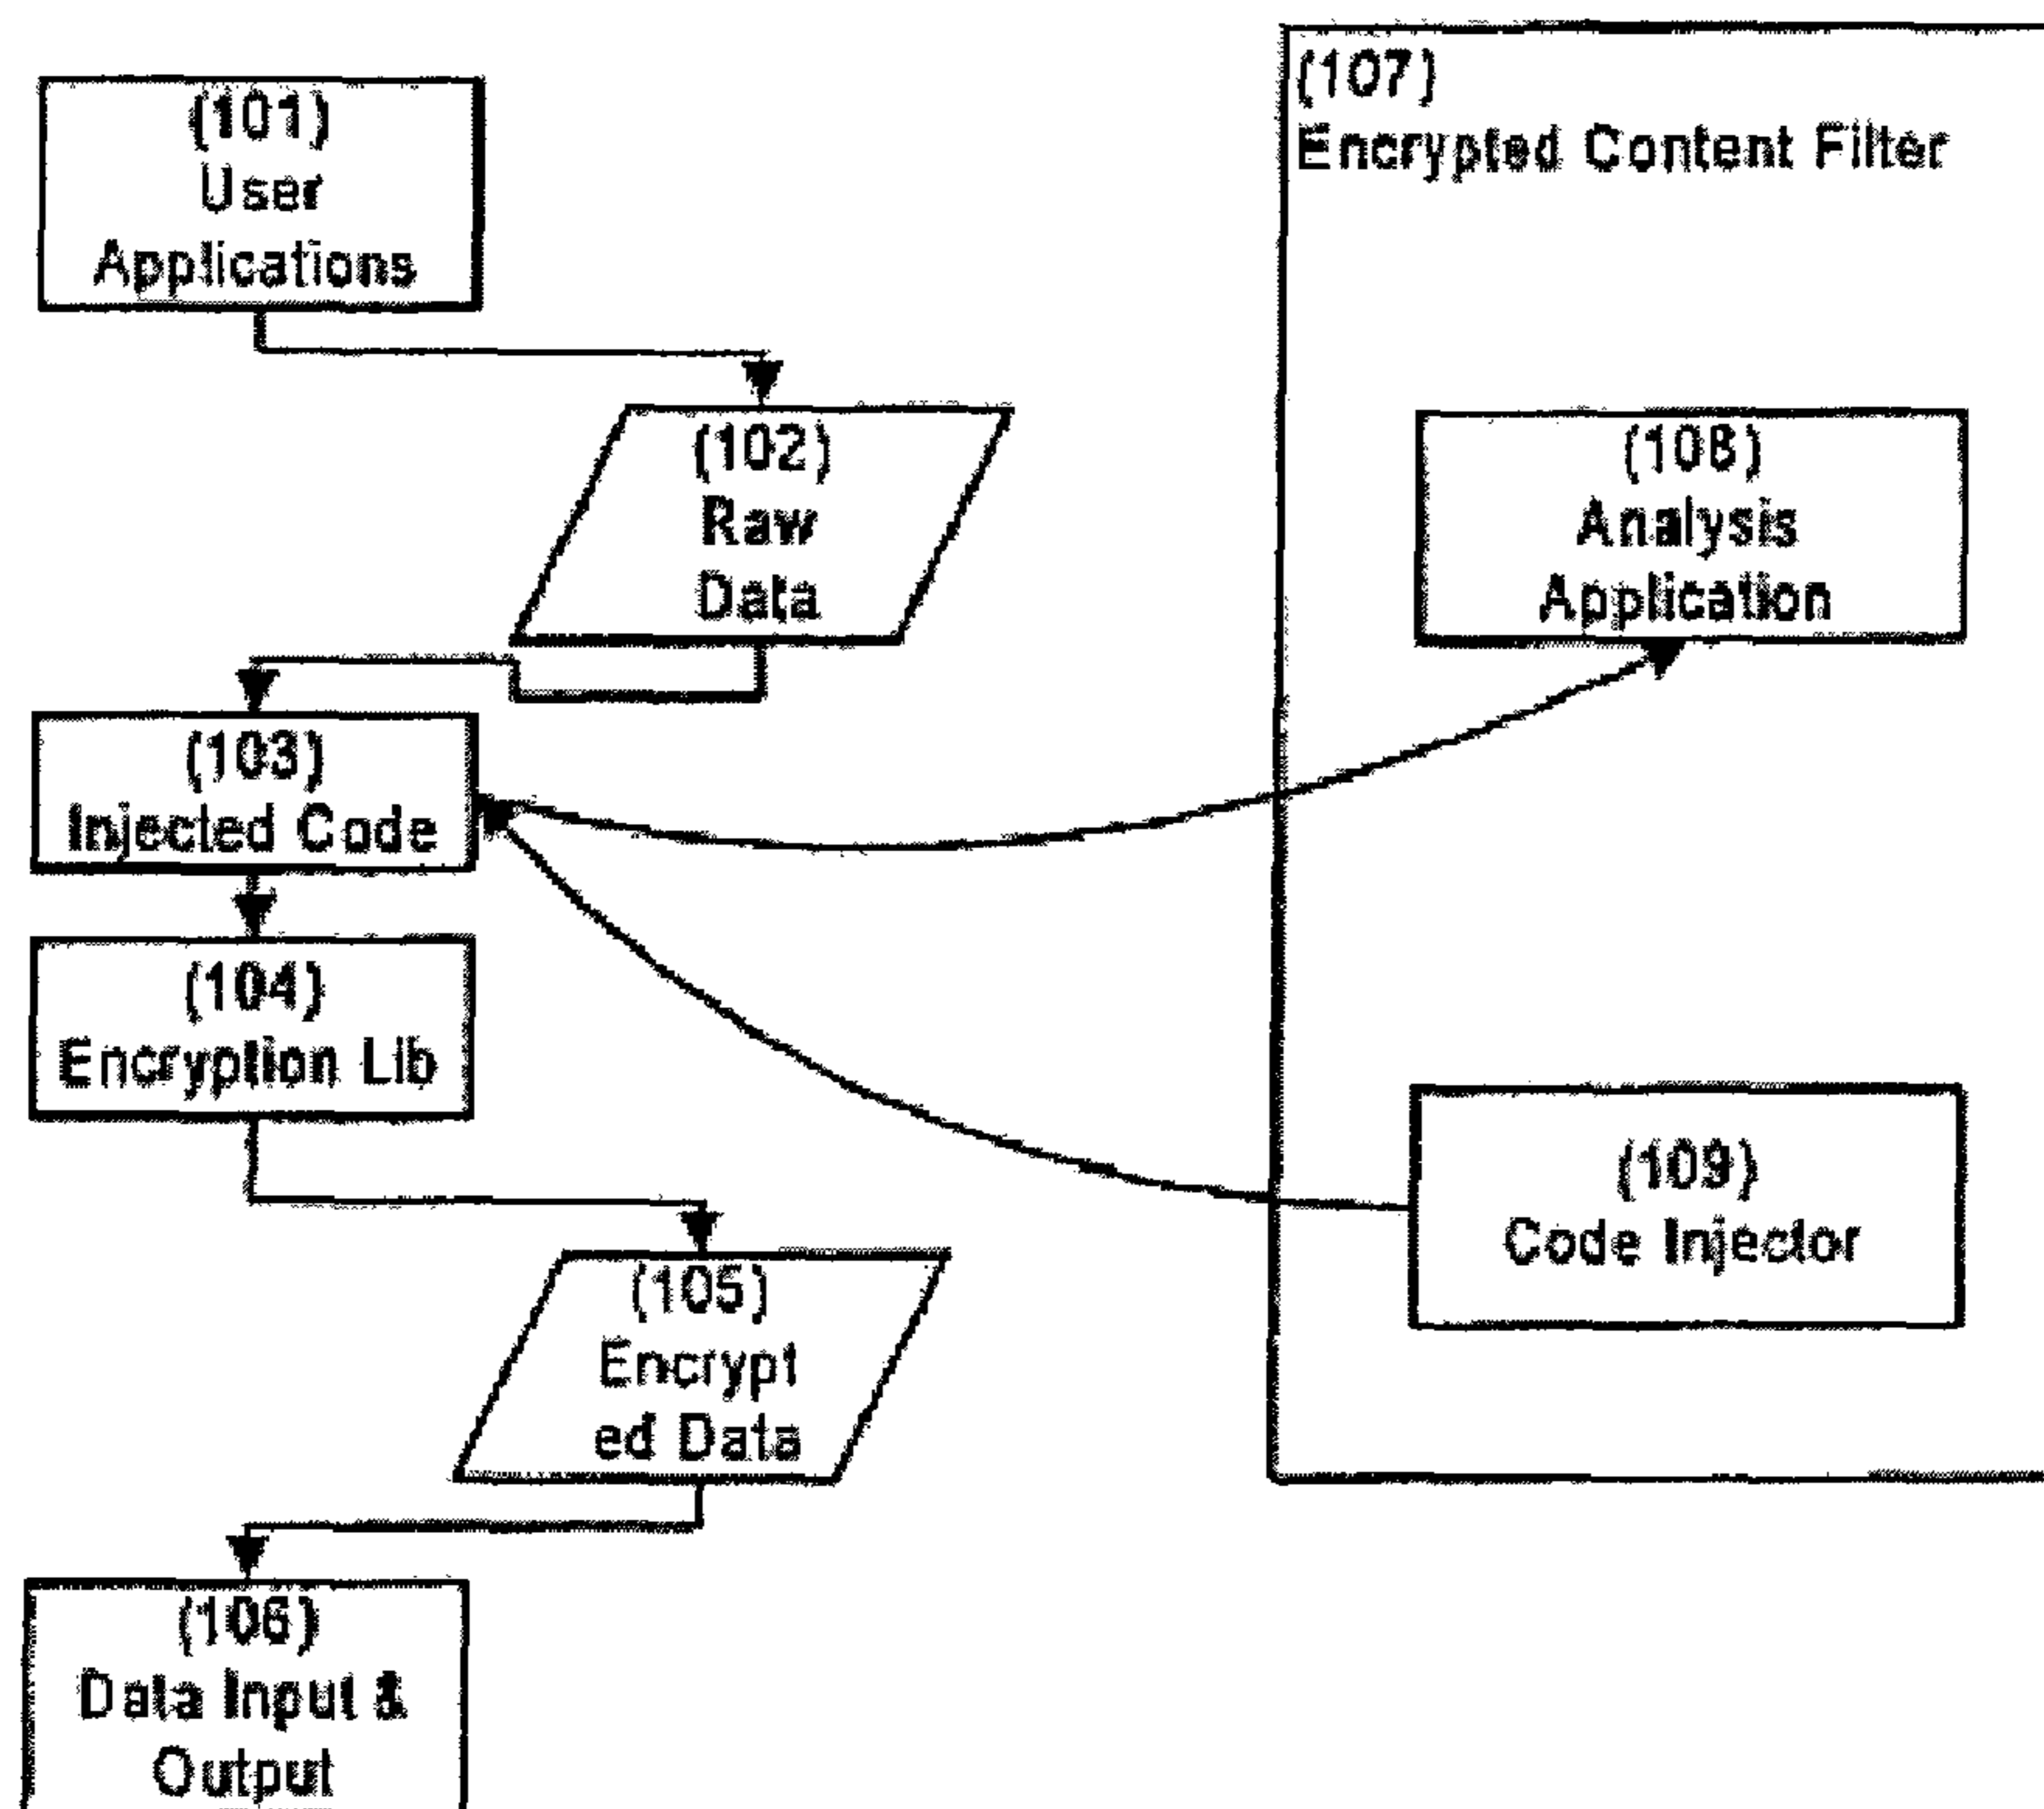 (101)
User
Applications
(102)
Raw
Data
(103)
Injected Code
(104)
Encryption Lib
(105)
Encrypt
ed Data
(106)
Data Input &
Output
(107)
Encrypted Content Filter
(108)
Analysis
Application
(109)
Code Injector